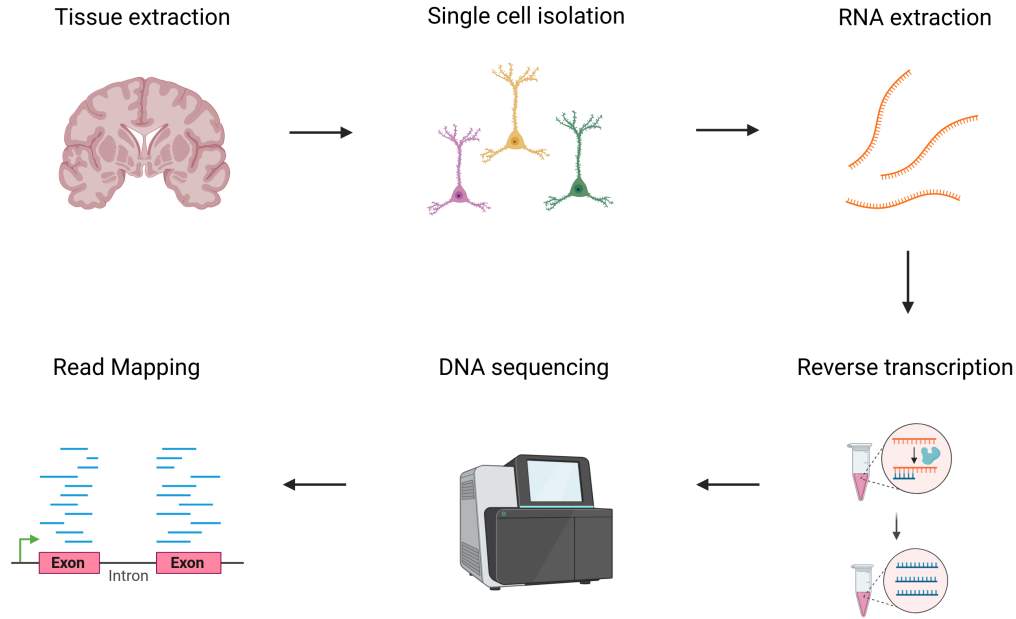 Tissue extraction
Single cell isolation
RNA extraction
Read Mapping
DNA sequencing
Reverse transcription
Exon
Exon
Intron